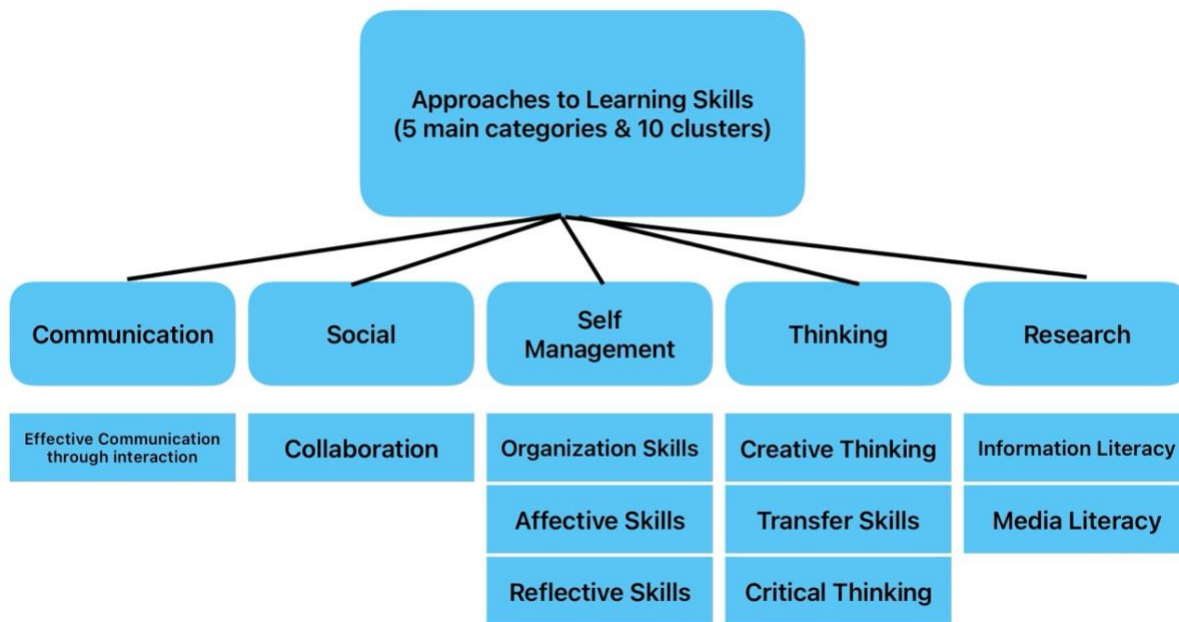 Approaches to Learning Skills
(5 main categories & 10 clusters)
Communication
Social
Self
Management
Thinking
Research
Effective Communication
through interaction
Collaboration
Organization Skills
Creative Thinking
Information Literacy
Affective Skills
Transfer Skills
Media Literacy
Reflective Skills
Critical Thinking